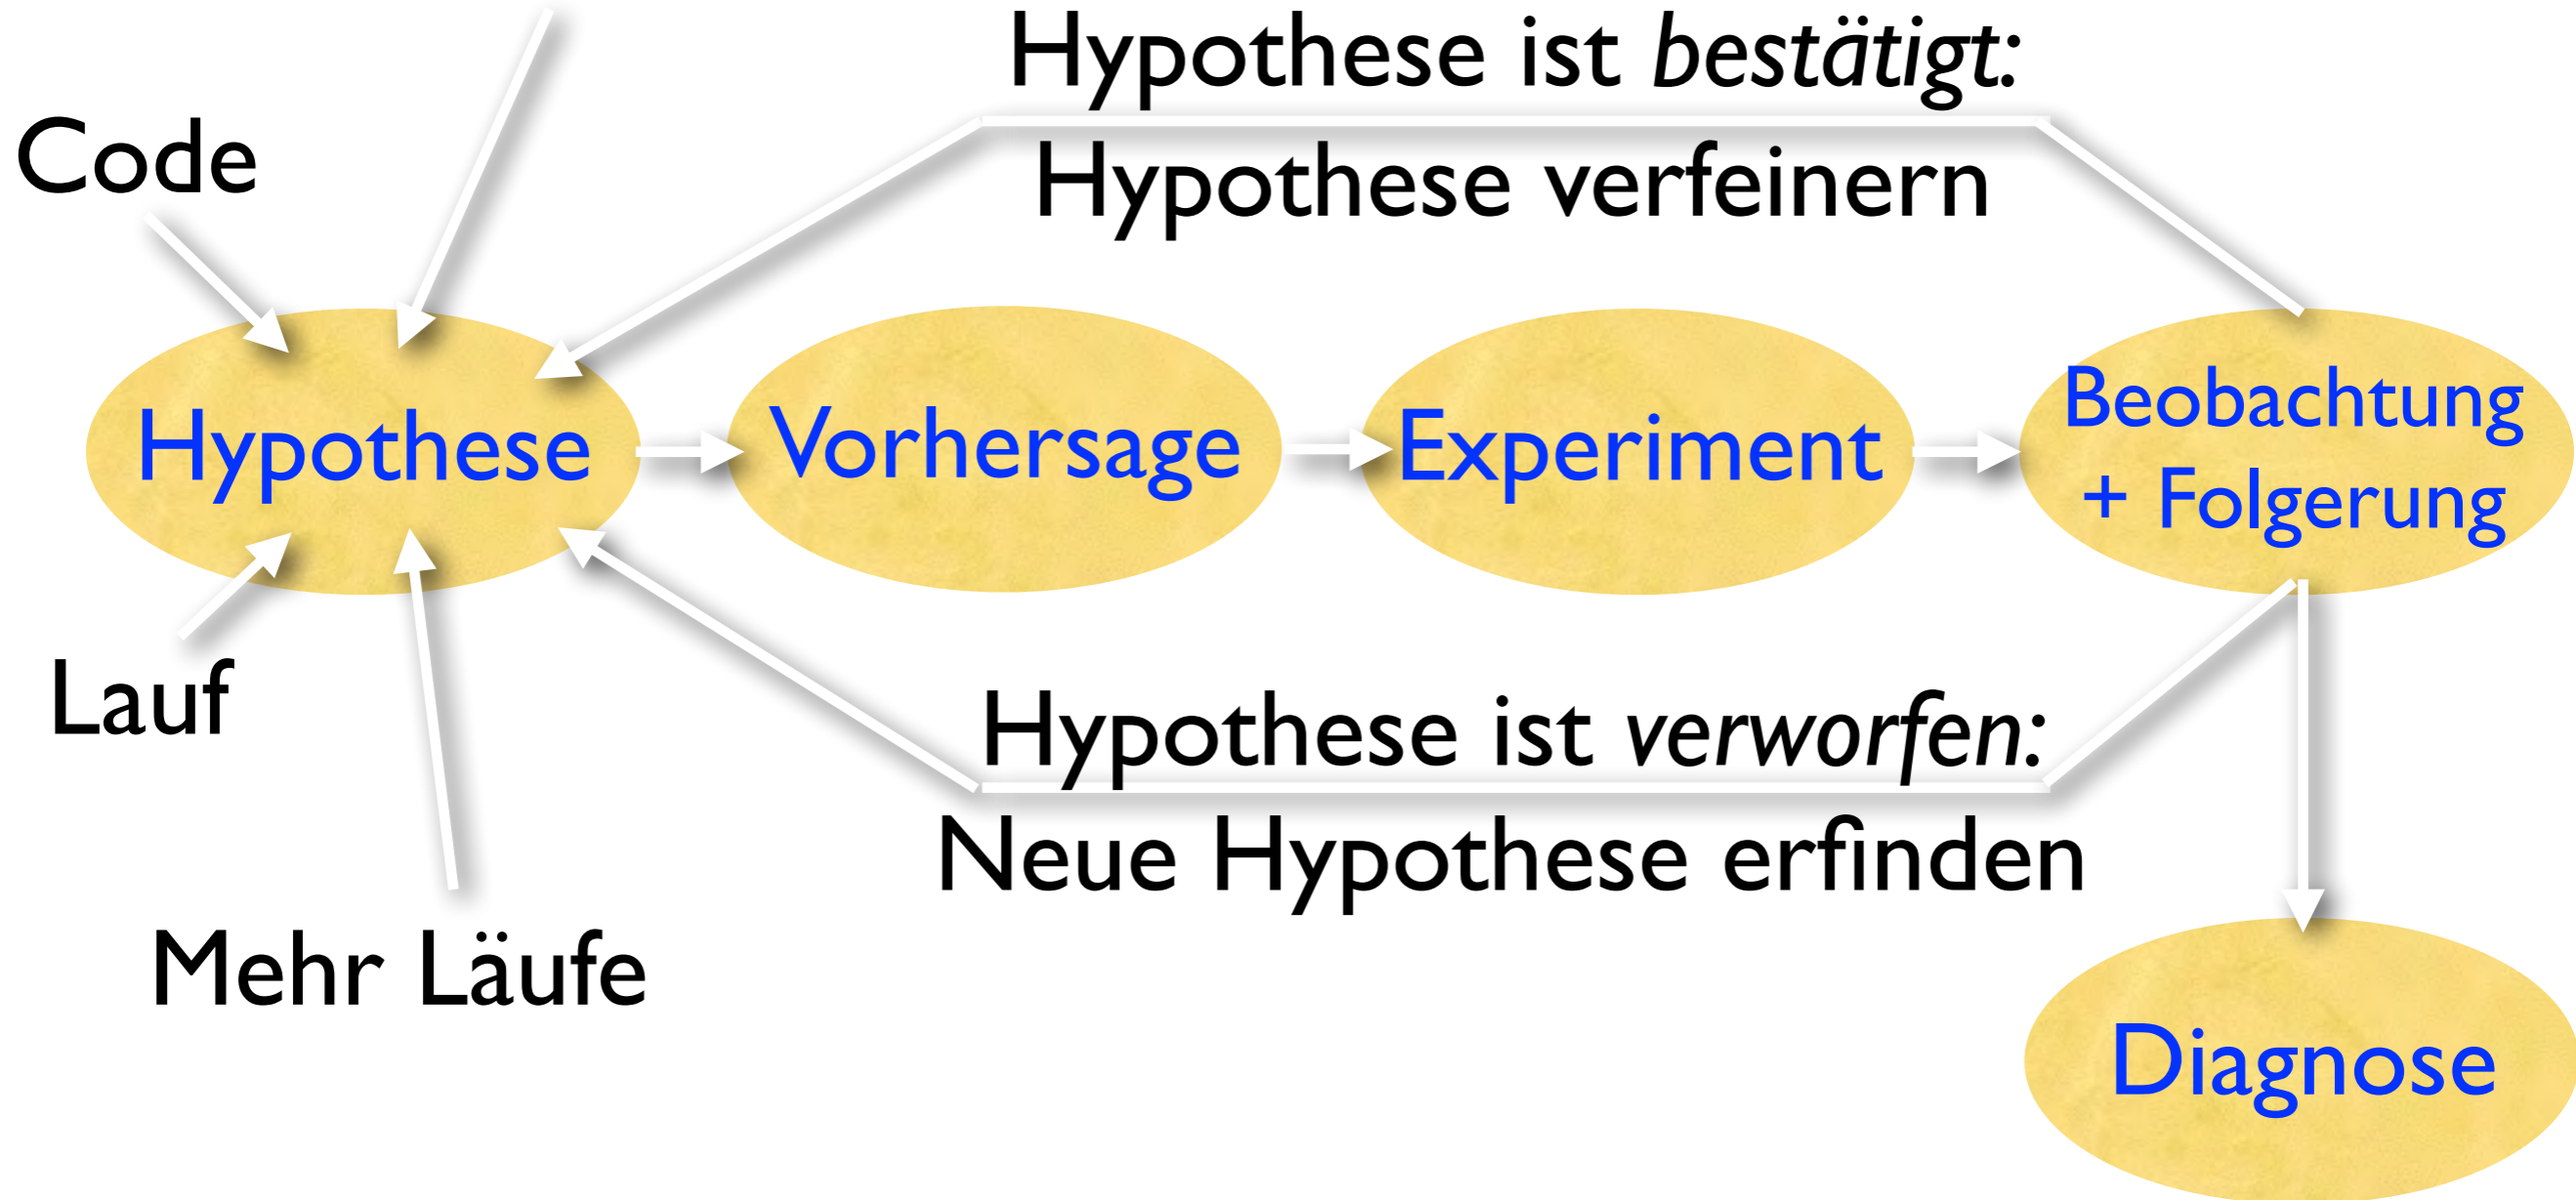 Hypothese ist bestätigt:
Hypothese verfeinern
Code
Hypothese
Vorhersage
Experiment
Beobachtung
+ Folgerung
Lauf
Hypothese ist verworfen:
Neue Hypothese erfinden
Mehr Läufe
Diagnose